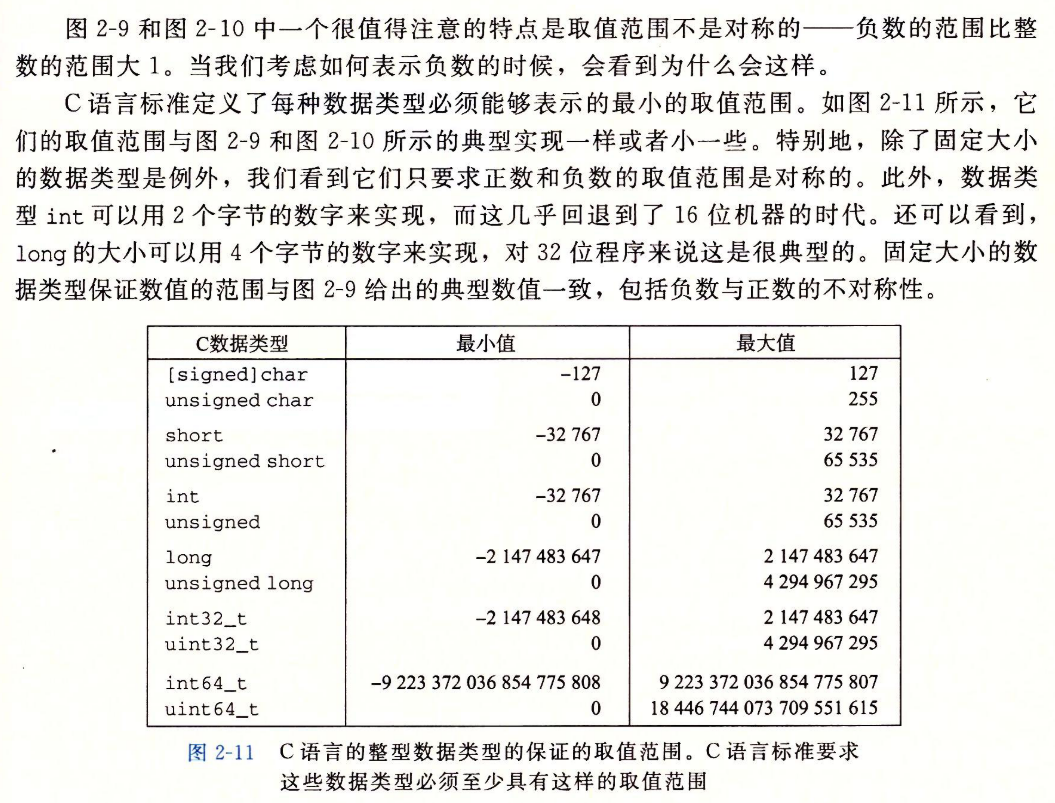 图 2-9 和图 2-10 中一个很值得注意的特点是取值范围不是对称的——负数的范围比整
数的范围大 1。当我们考虑如何表示负数的时候，会看到为什么会这样。
C 语言标准定义了每种数据类型必须能够表示的最小的取值范围。如图 2-11 所示，它
们的取值范围与图 2-9 和图 2-10 所示的典型实现一样或者小一些。特别地，除了固定大小
的数据类型是例外，我们看到它们只要求正数和负数的取值范围是对称的。此外，数据类
型 int 可以用 2 个字节的数字来实现，而这几乎回退到了 16 位机器的时代。还可以看到，
long 的大小可以用 4 个字节的数字来实现，对 32 位程序来说这是很典型的。固定大小的数
据类型保证数值的范围与图 2-9 给出的典型数值一致，包括负数与正数的不对称性。
C数据类型 最小值 最大值
[signed]char -127 127
unsigned char 0 255
short -32 767 32 767
unsigned short 0 65 535
int -32 767 32 767
unsigned 0 65 535
long -2 147 483 647 2 147 483 647
unsigned long 0 4 294 967 295
int32_t -2 147 483 648 2 147 483 647
uint32_t 0 4 294 967 295
int64_t -9 223 372 036 854 775 808 9 223 372 036 854 775 807
uint64_t 0 18 446 744 073 709 551 615
图 2-11 C 语言的整型数据类型的保证的取值范围。C 语言标准要求
这些数据类型必须至少具有这样的取值范围